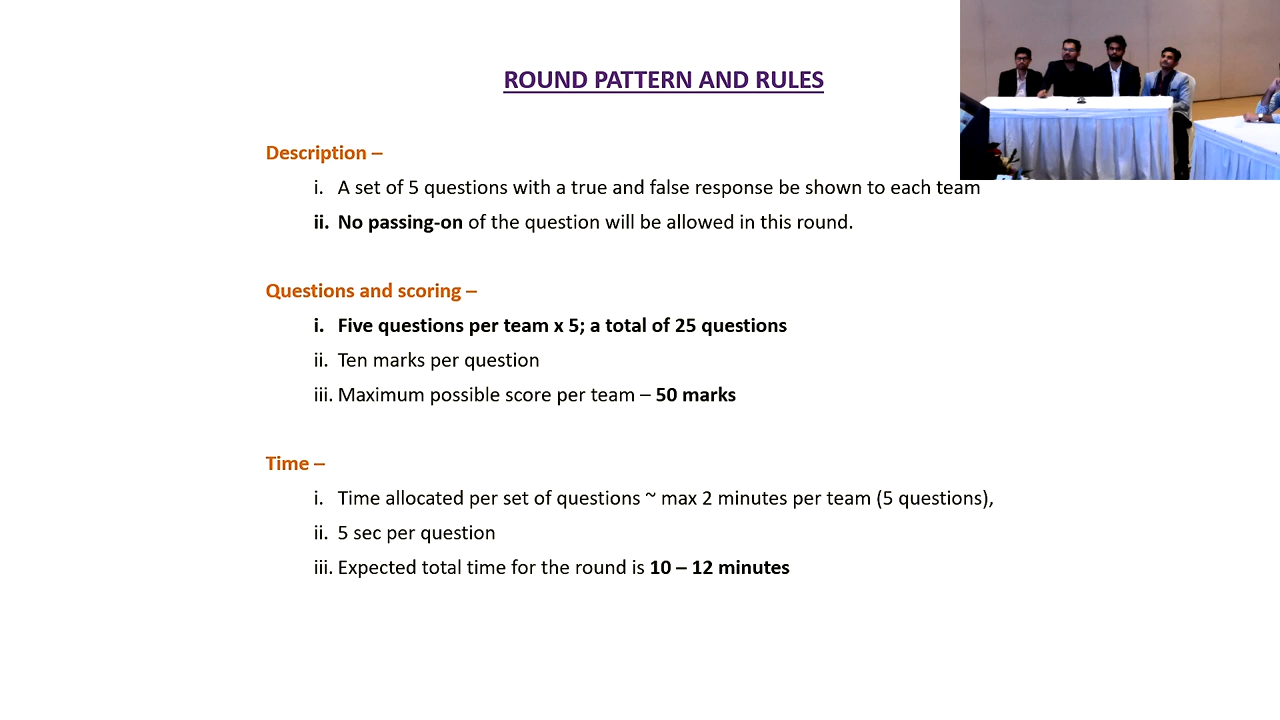 ROUND PATTERN AND RULES
Description –
i. A set of 5 questions with a true and false response be shown to each team
ii. No passing-on of the question will be allowed in this round.
Questions and scoring –
i. Five questions per team x 5; a total of 25 questions
ii. Ten marks per question
iii. Maximum possible score per team – 50 marks
Time –
i. Time allocated per set of questions ~ max 2 minutes per team (5 questions),
ii. 5 sec per question
iii. Expected total time for the round is 10 – 12 minutes